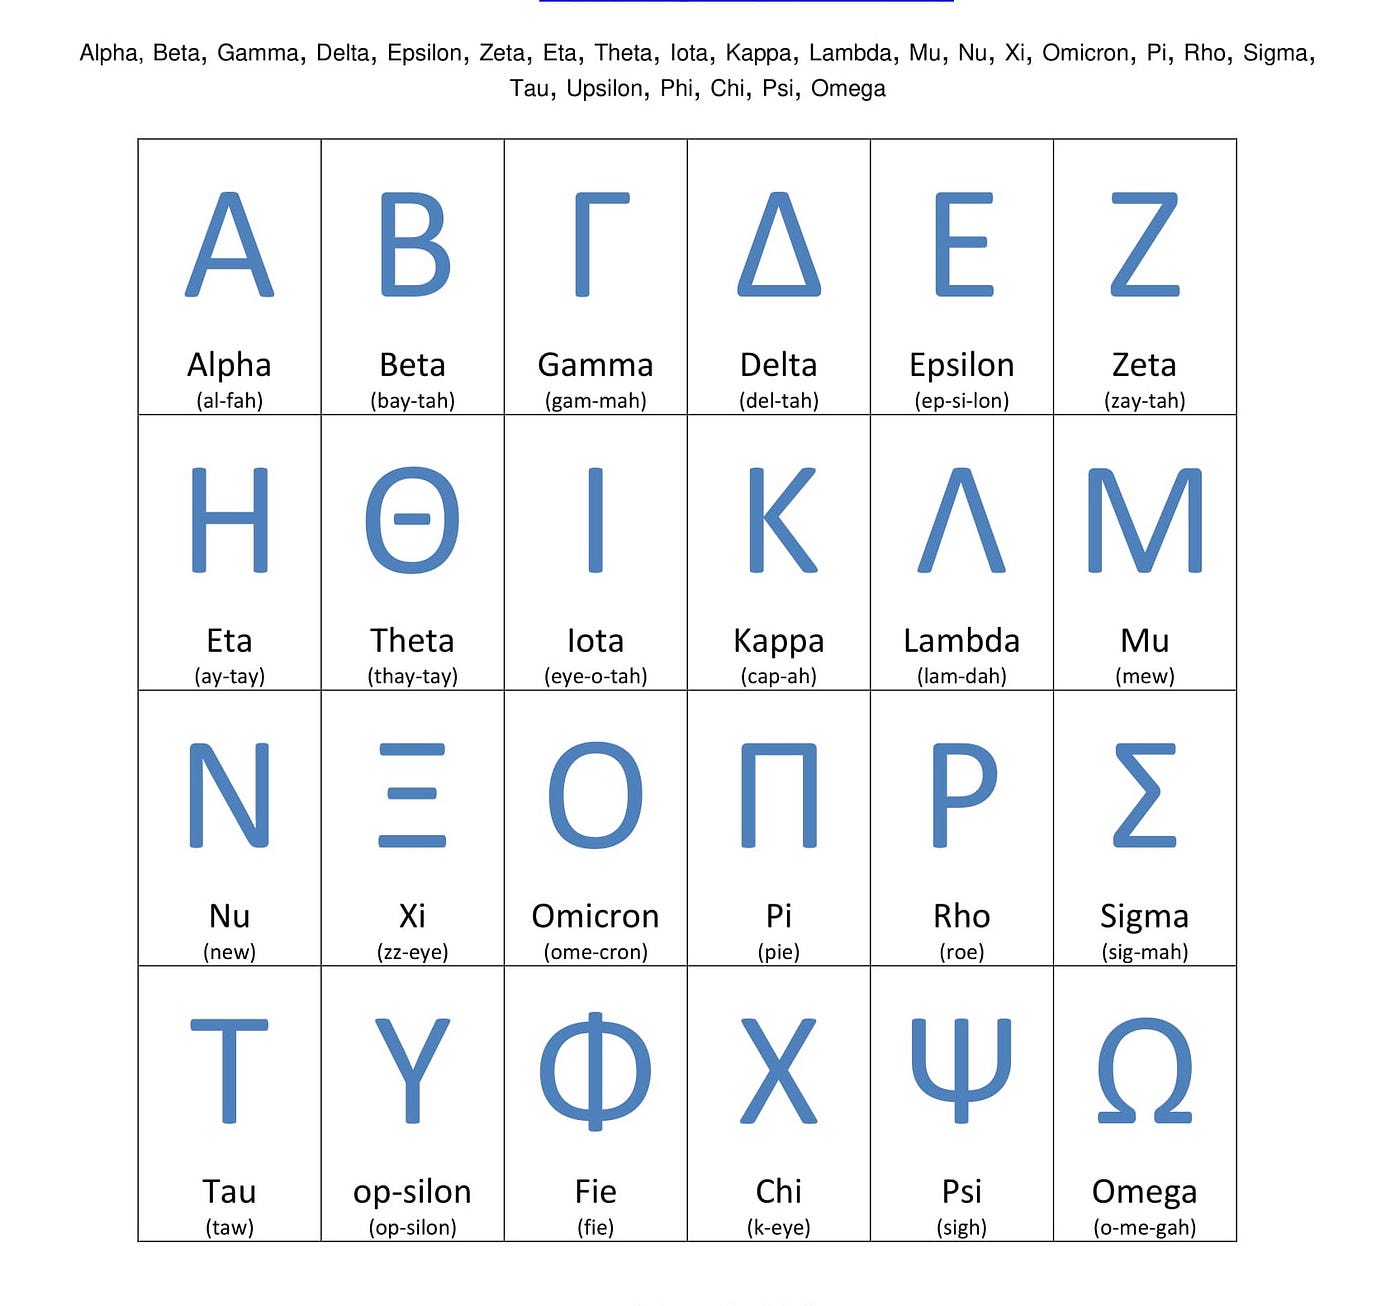 Alpha, Beta, Gamma, Delta, Epsilon, Zeta, Eta, Theta, Iota, Kappa, Lambda, Mu, Nu, Xi, Omicron, Pi, Rho, Sigma,
Tau, Upsilon, Phi, Chi, Psi, Omega
Α Β Γ Δ Ε Ζ
Alpha Beta Gamma Delta Epsilon Zeta
(al-fah) (bay-tah) (gam-mah) (del-tah) (ep-si-lon) (zay-tah)
Η Θ Ι Κ Λ Μ
Eta Theta Iota Kappa Lambda Mu
(ay-tay) (thay-tay) (eye-o-tah) (cap-ah) (lam-dah) (mew)
Ν Ξ Ο Π Ρ Σ
Nu Xi Omicron Pi Rho Sigma
(new) (zz-eye) (ome-cron) (pie) (roe) (sig-mah)
Τ Υ Φ Χ Ψ Ω
Tau op-silon Fie Chi Psi Omega
(taw) (op-silon) (fie) (k-eye) (sigh) (o-me-gah)